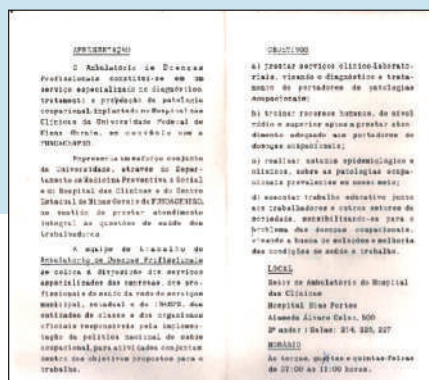 APRESENTAÇÃO
O Ambulatório de Doenças
Profissionais constitui-se em um
serviço especializado no diagnóstico,
tratamento e prevenção da patologia
ocupacional, implantado no Hospital das
Clínicas da Universidade Federal de
Minas Gerais, em convênio com a
FUNDACENTRO.
Representa um esforço conjunto
da Universidade, através do Depar-
tamento de Medicina Preventiva e Social
e do Hospital das Clínicas e do Centro
Estadual de Minas Gerais da FUNDACENTRO,
no sentido de prestar atendimento
integral às questões de saúde dos
trabalhadores.
A equipe de trabalho do
Ambulatório de Doenças Profissionais
se coloca à disposição dos serviços
especializados das empresas, dos pro-
fissionais de saúde da rede de serviços
municipal, estadual e do INAMPS, das
entidades de classe e dos organismos
oficiais responsáveis pela implemen-
tação da política nacional de saúde
ocupacional, para atividades conjuntas
dentro dos objetivos propostos para o
trabalho.
OBJETIVOS
a) prestar serviços clínico-laborato-
riais, visando o diagnóstico e trata-
mento de portadores de patologias
ocupacionais;
b) treinar recursos humanos, de nível
médio e superior aptos a prestar aten-
dimento adequado aos portadores de
doenças ocupacionais;
c) realizar estudos epidemiológicos e
clínicos, sobre as patologias ocupa-
cionais prevalentes em nosso meio;
d) executar trabalho educativo junto
aos trabalhadores e outros setores da
sociedade, sensibilizando-os para o
problema das doenças ocupacionais,
visando a busca de soluções e melhoria
das condições de saúde e trabalho.
LOCAL
Setor de Ambulatório do Hospital
das Clínicas
Hospital Bias Fortes
Alameda Álvaro Celso, 500
2º andar: Salas: 214, 220, 227
HORÁRIO
Às terças, quartas e quintas-feiras
de 07:00 às 11:00 horas.